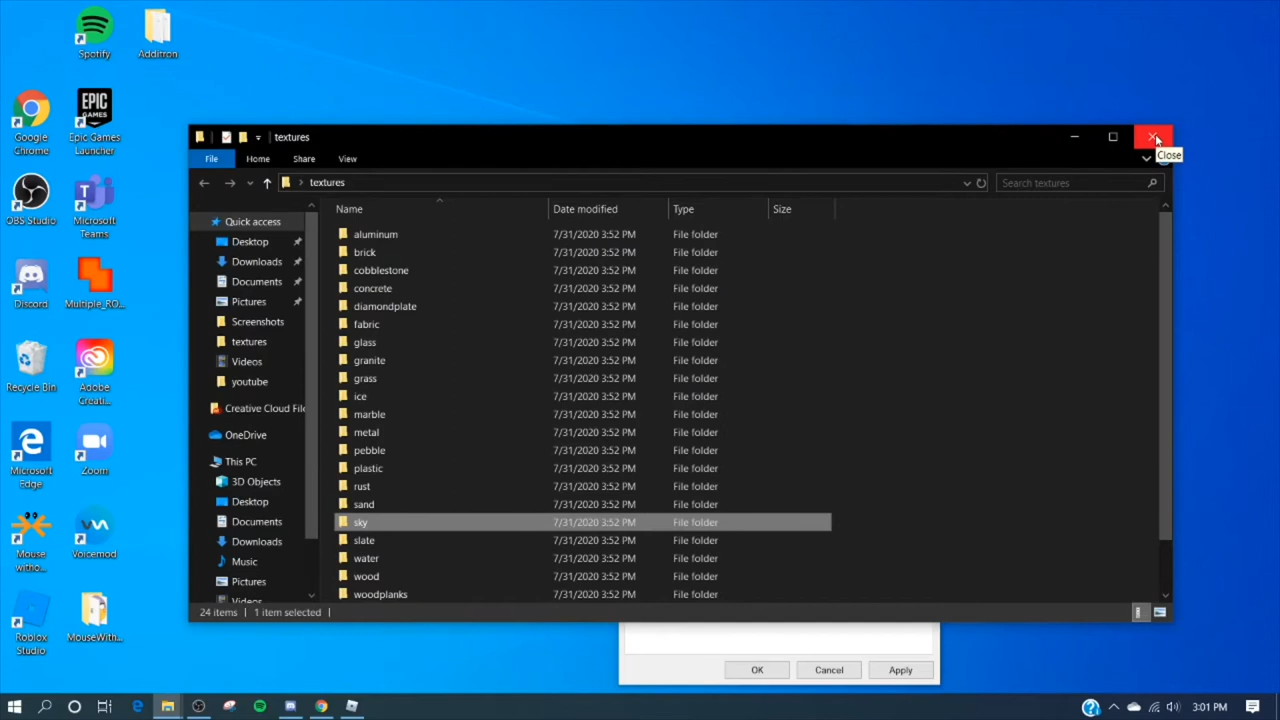 Spotify
Additron
Google Chrome
EPIC GAMES
Epic Games Launcher
OBS Studio
Microsoft Teams
Discord
Multiple_RO...
Recycle Bin
Adobe Creati...
Microsoft Edge
Zoom
Mouse witho...
Voicemod
Roblox Studio
MouseWith...
textures
Close
File Home Share View
textures
Search textures
Name Date modified Type Size
Quick access
Desktop
Downloads
Documents
Pictures
Screenshots
textures
Videos
youtube
Creative Cloud File
OneDrive
This PC
3D Objects
Desktop
Documents
Downloads
Music
Pictures
Videos
aluminum 7/31/2020 3:52 PM File folder
brick 7/31/2020 3:52 PM File folder
cobblestone 7/31/2020 3:52 PM File folder
concrete 7/31/2020 3:52 PM File folder
diamondplate 7/31/2020 3:52 PM File folder
fabric 7/31/2020 3:52 PM File folder
glass 7/31/2020 3:52 PM File folder
granite 7/31/2020 3:52 PM File folder
grass 7/31/2020 3:52 PM File folder
ice 7/31/2020 3:52 PM File folder
marble 7/31/2020 3:52 PM File folder
metal 7/31/2020 3:52 PM File folder
pebble 7/31/2020 3:52 PM File folder
plastic 7/31/2020 3:52 PM File folder
rust 7/31/2020 3:52 PM File folder
sand 7/31/2020 3:52 PM File folder
sky 7/31/2020 3:52 PM File folder
slate 7/31/2020 3:52 PM File folder
water 7/31/2020 3:52 PM File folder
wood 7/31/2020 3:52 PM File folder
woodplanks 7/31/2020 3:52 PM File folder
24 items 1 item selected
OK Cancel Apply
3:01 PM